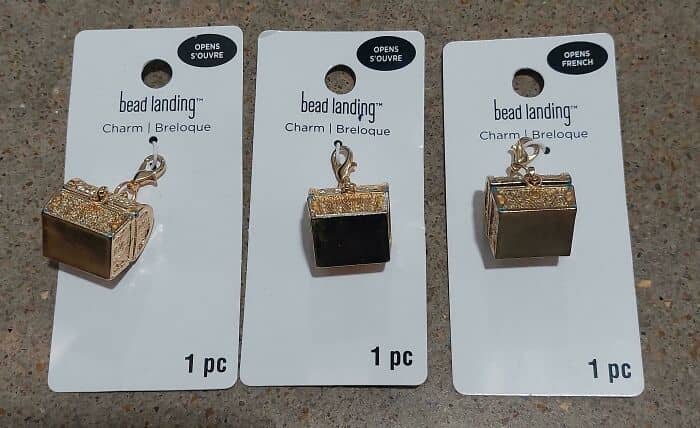 OPENS
S'OUVRE
bead landing™
Charm | Breloque
1 pc
OPENS
S'OUVRE
bead landing™
Charm | Breloque
1 pc
OPENS
FRENCH
bead landing™
Charm | Breloque
1 pc